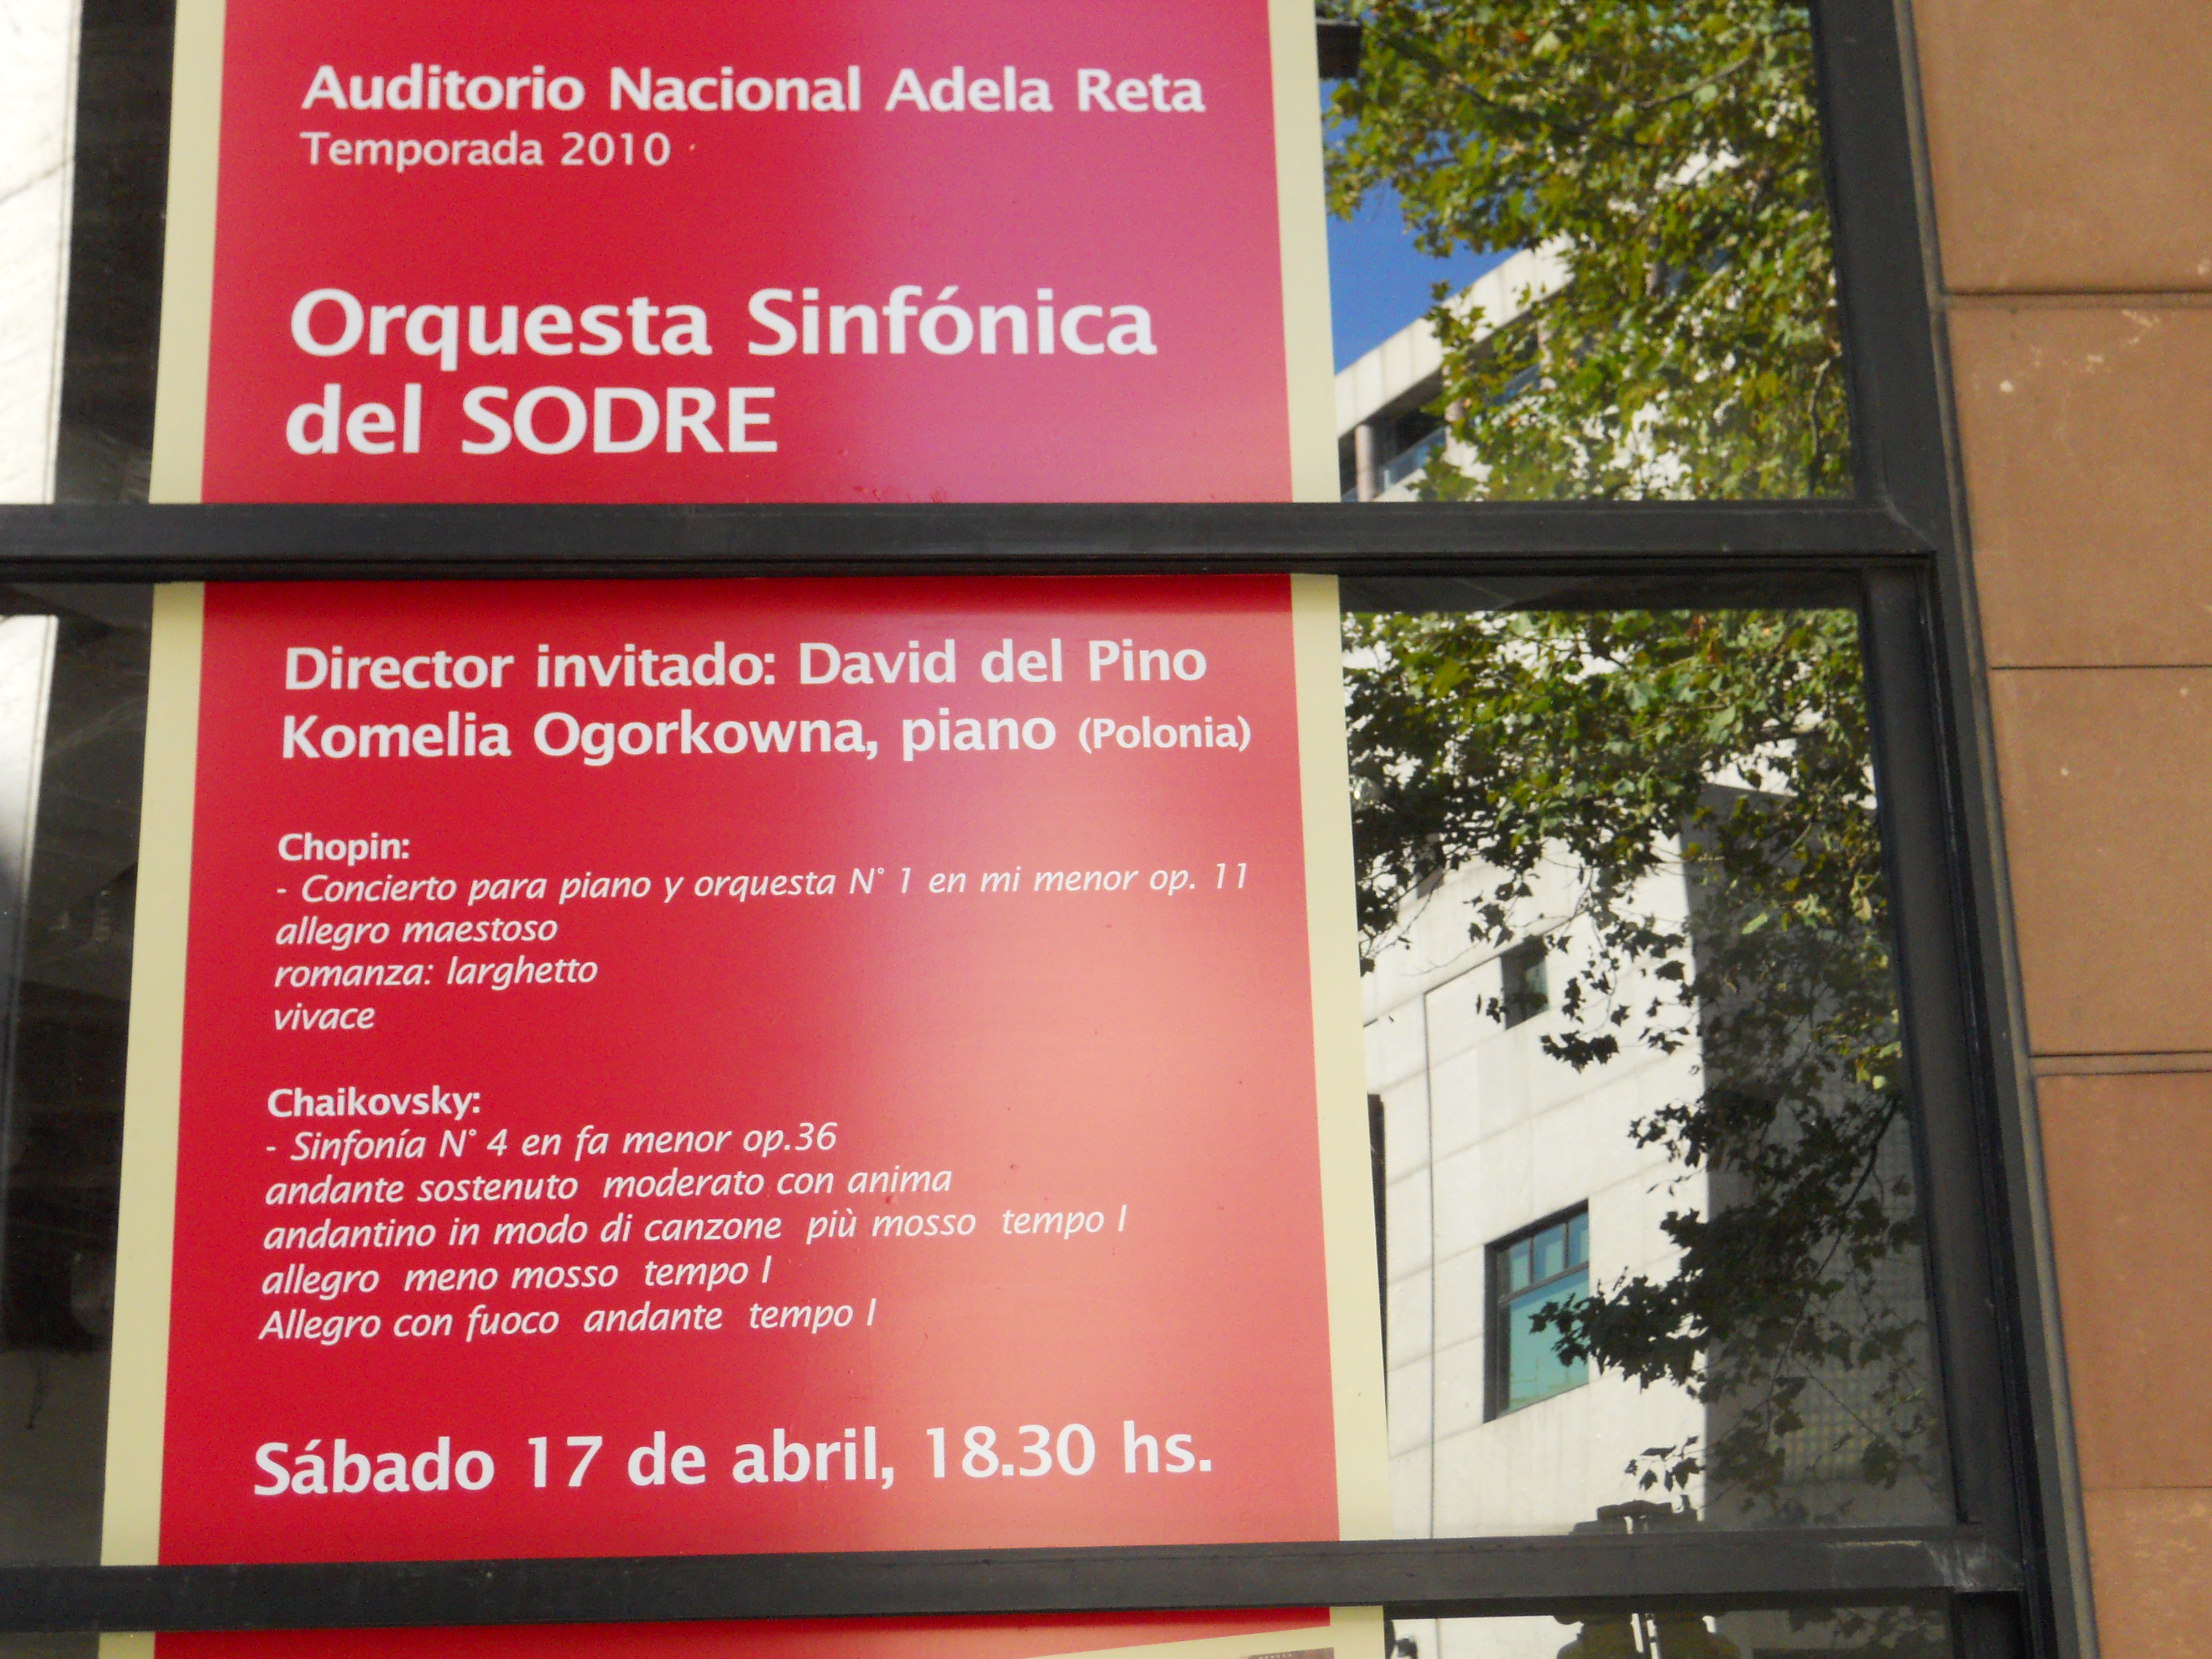 Auditorio Nacional Adela Reta
Temporada 2010
Orquesta Sinfónica
del SODRE
Director invitado: David del Pino
Komelia Ogorkowna, piano (Polonia)
Chopin:
- Concierto para piano y orquesta N° 1 en mi menor op. 11
allegro maestoso
romanza: larghetto
vivace
Chaikovsky:
- Sinfonía N° 4 en fa menor op.36
andante sostenuto moderato con anima
andantino in modo di canzone più mosso tempo I
allegro meno mosso tempo I
Allegro con fuoco andante tempo I
Sábado 17 de abril, 18.30 hs.